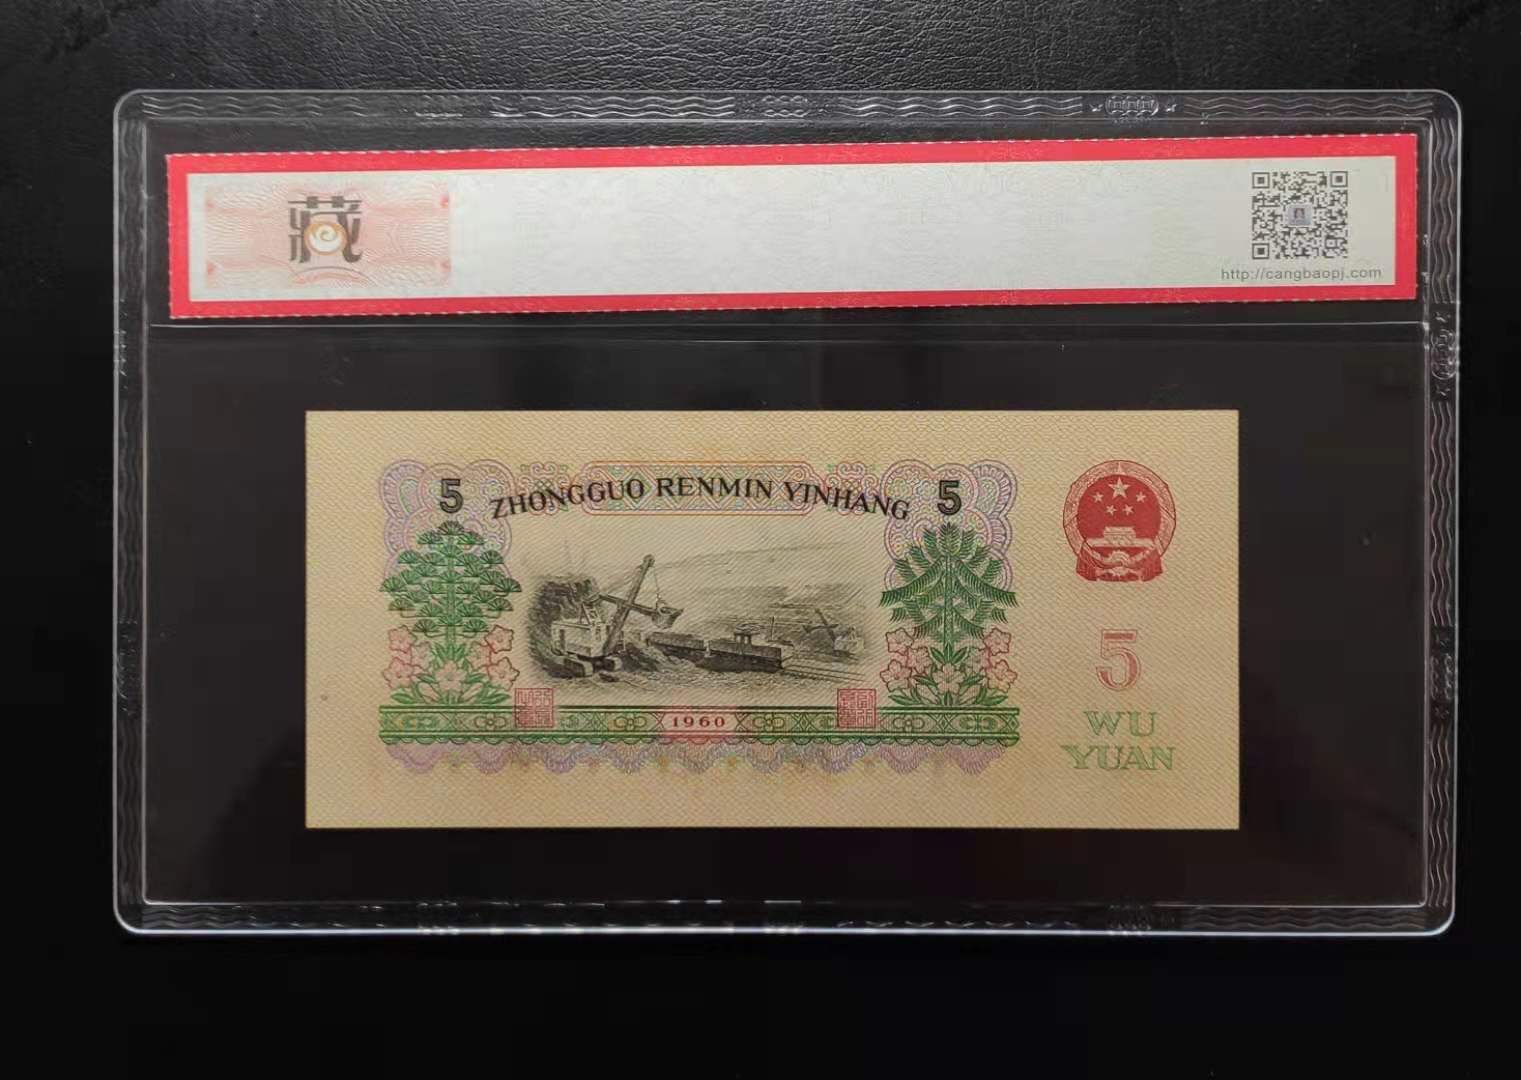 藏
http://cangbaopj.com
5 ZHONGGUO RENMIN YINHANG 5
5
1960
WU
YUAN